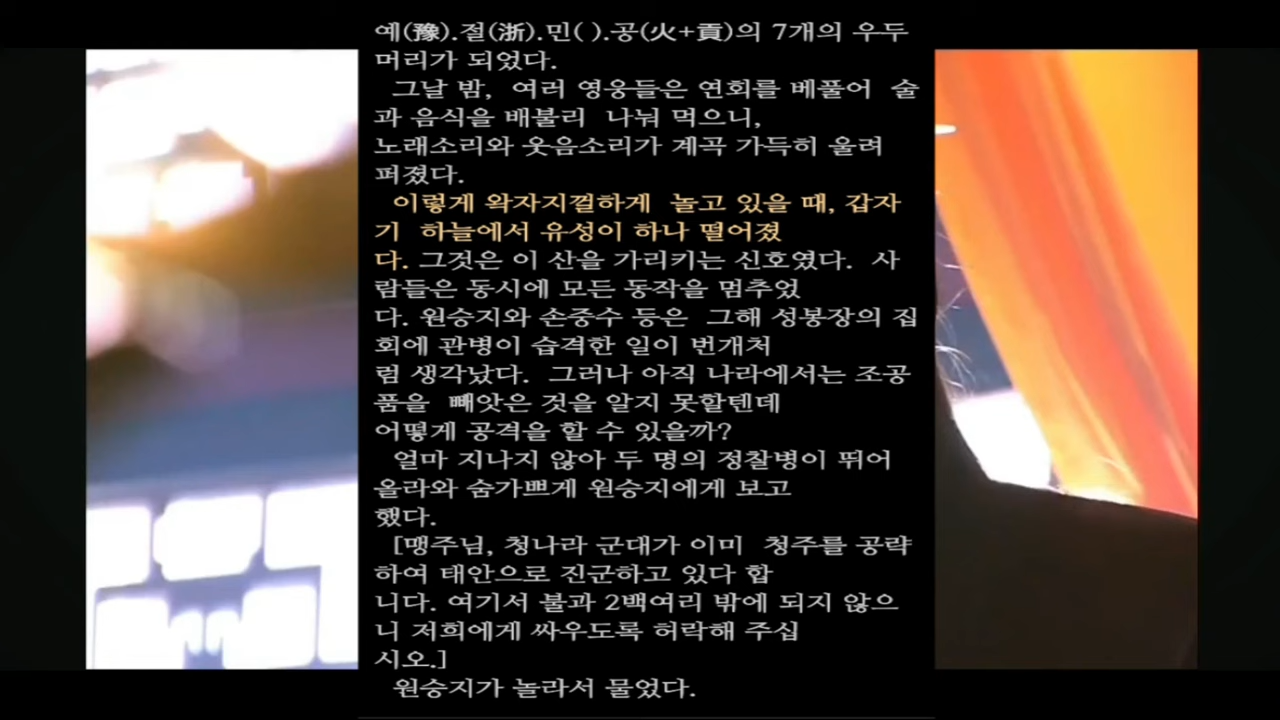 예(豫).절(浙).민( ).공(火+貢)의 7개의 우두
머리가 되었다.
그날 밤, 여러 영웅들은 연회를 베풀어 술
과 음식을 배불리 나눠 먹으니,
노래소리와 웃음소리가 계곡 가득히 울려
퍼졌다.
이렇게 왁자지껄하게 놀고 있을 때, 갑자
기 하늘에서 유성이 하나 떨어졌
다. 그것은 이 산을 가리키는 신호였다. 사
람들은 동시에 모든 동작을 멈추었
다. 원승지와 손중수 등은 그해 성봉장의 집
회에 관병이 습격한 일이 번개처
럼 생각났다. 그러나 아직 나라에서는 조공
품을 빼앗은 것을 알지 못할텐데
어떻게 공격을 할 수 있을까?
얼마 지나지 않아 두 명의 정찰병이 뛰어
올라와 숨가쁘게 원승지에게 보고
했다.
[맹주님, 청나라 군대가 이미 청주를 공략
하여 태안으로 진군하고 있다 합
니다. 여기서 불과 2백여리 밖에 되지 않으
니 저희에게 싸우도록 허락해 주십
시오.]
원승지가 놀라서 물었다.